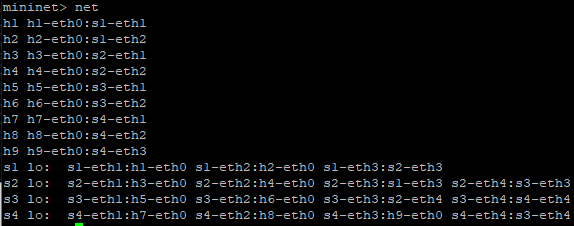 mininet> net
h1 h1-eth0:s1-eth1
h2 h2-eth0:s1-eth2
h3 h3-eth0:s2-eth1
h4 h4-eth0:s2-eth2
h5 h5-eth0:s3-eth1
h6 h6-eth0:s3-eth2
h7 h7-eth0:s4-eth1
h8 h8-eth0:s4-eth2
h9 h9-eth0:s4-eth3
s1 lo:  s1-eth1:h1-eth0 s1-eth2:h2-eth0 s1-eth3:s2-eth3
s2 lo:  s2-eth1:h3-eth0 s2-eth2:h4-eth0 s2-eth3:s1-eth3 s2-eth4:s3-eth3
s3 lo:  s3-eth1:h5-eth0 s3-eth2:h6-eth0 s3-eth3:s2-eth4 s3-eth4:s4-eth4
s4 lo:  s4-eth1:h7-eth0 s4-eth2:h8-eth0 s4-eth3:h9-eth0 s4-eth4:s3-eth4